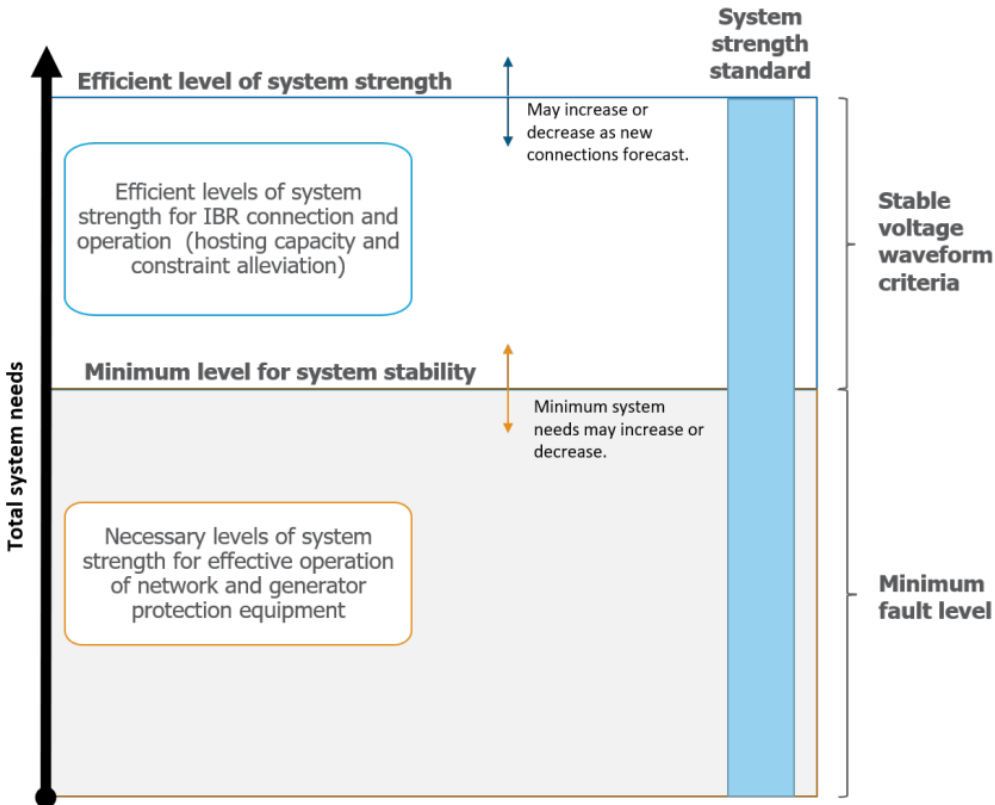 System
strength
standard
Efficient level of system strength
May increase or
decrease as new
connections forecast.
Efficient levels of system
strength for IBR connection and
operation  (hosting capacity and
constraint alleviation)
Stable
voltage
waveform
criteria
Minimum level for system stability
Minimum system
needs may increase or
decrease.
Total system needs
Necessary levels of system
strength for effective operation
of network and generator
protection equipment
Minimum
fault level